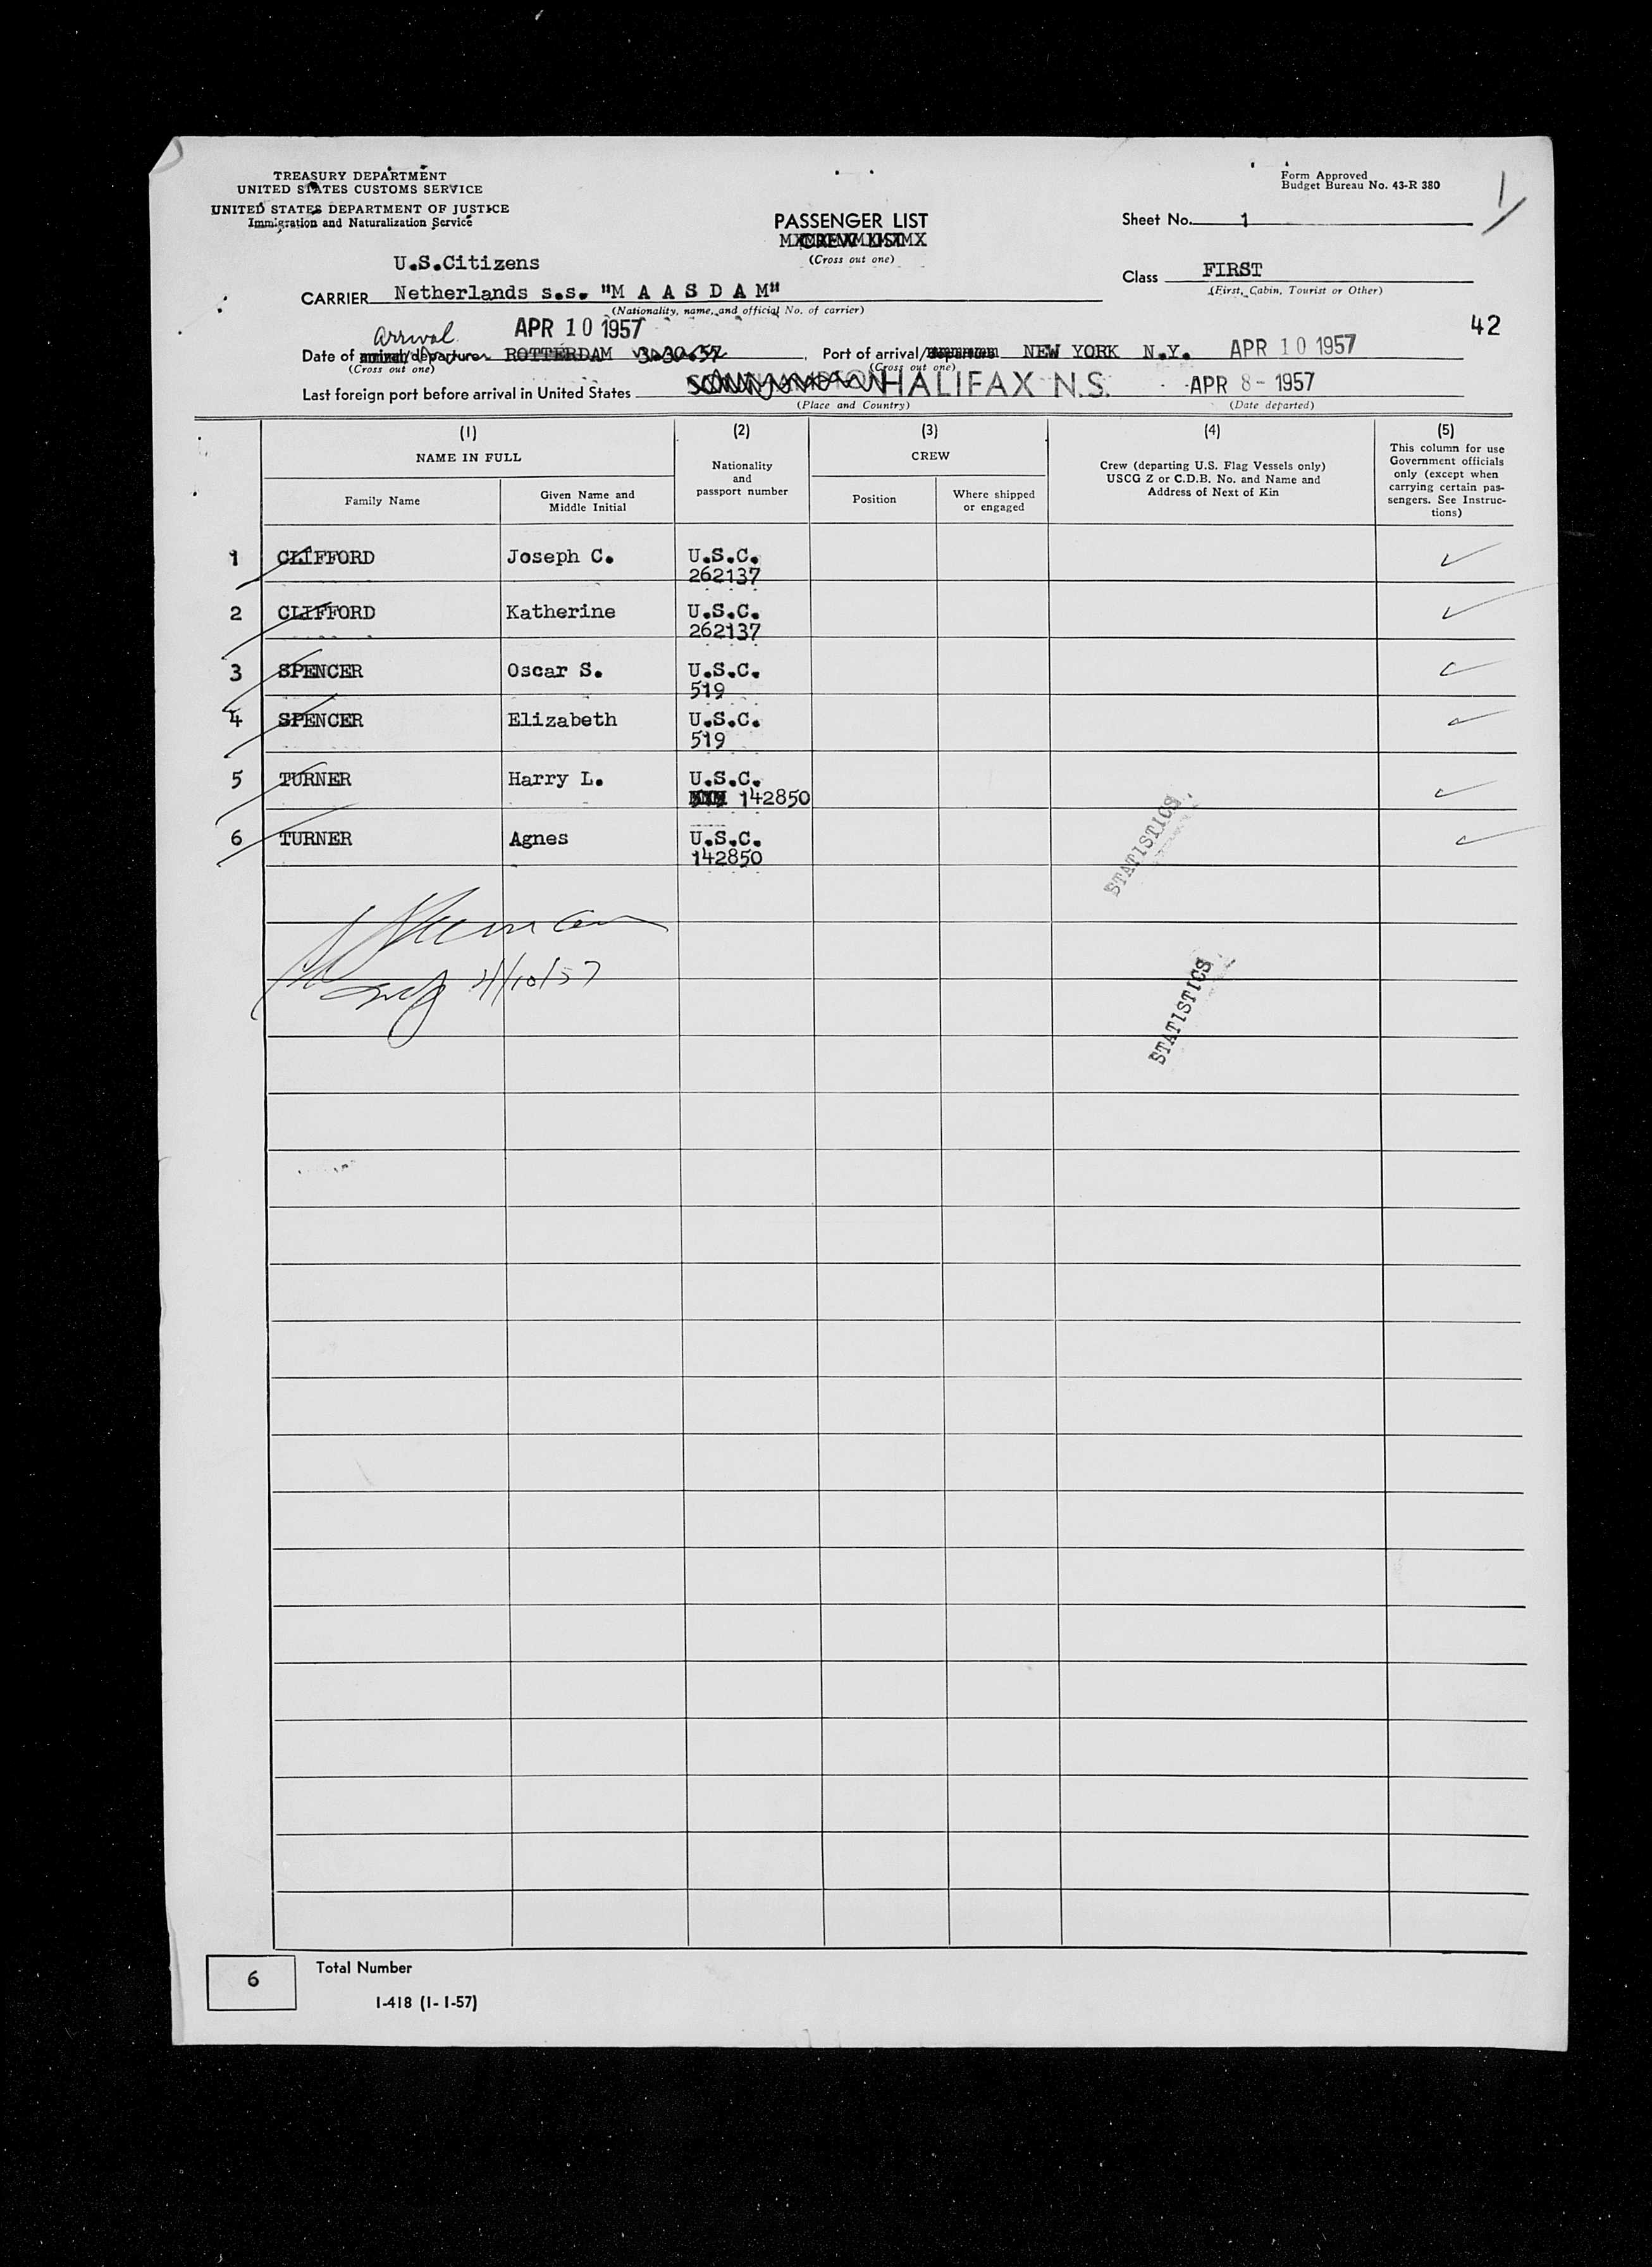 TREASURY DEPARTMENT
UNITED STATES CUSTOMS SERVICE
UNITED STATES DEPARTMENT OF JUSTICE
Immigration and Naturalization Service
Form Approved
Budget Bureau No. 43-R 380
PASSENGER LIST
CREW LIST
(Cross out one)
Sheet No. 1
1
U.S.Citizens
CARRIER Netherlands s.s. "M A A S D A M"
(Nationality, name, and official No. of carrier)
Class FIRST
(First, Cabin, Tourist or Other)
42
Arrival APR 10 1957
Date of arrival/departure ROTTERDAM 3.30.57, Port of arrival/departure NEW YORK N.Y. APR 10 1957
(Cross out one) (Cross out one)
Last foreign port before arrival in United States SOUTHAMPTON HALIFAX N.S. APR 8- 1957
(Place and Country) (Date departed)
(1) (2) (3) (4) (5)
NAME IN FULL
Family Name
Given Name and
Middle Initial
Nationality
and
passport number
CREW
Position
Where shipped
or engaged
Crew (departing U.S. Flag Vessels only)
USCG Z or C.D.B. No. and Name and
Address of Next of Kin
This column for use
Government officials
only (except when
carrying certain pas-
sengers. See Instruc-
tions)
1 CLIFFORD Joseph C. U.S.C.
262137
2 CLIFFORD Katherine U.S.C.
262137
3 SPENCER Oscar S. U.S.C.
519
4 SPENCER Elizabeth U.S.C.
519
5 TURNER Harry L. U.S.C.
142850
6 TURNER Agnes U.S.C.
142850
STATISTICS
4/10/57
STATISTICS
6 Total Number
I-418 (1-1-57)